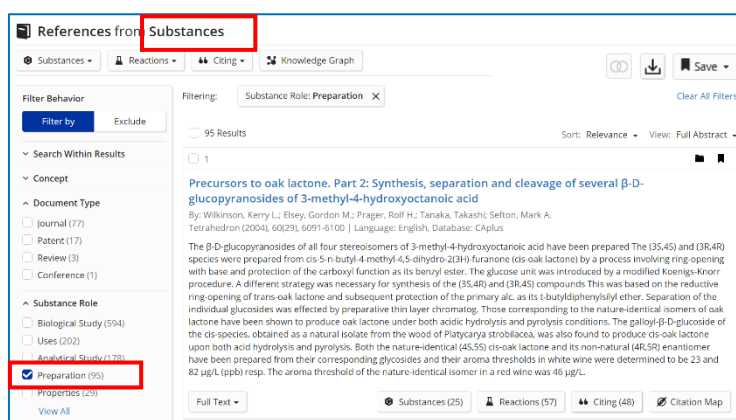 References from Substances
Substances
Reactions
Citing
Knowledge Graph
Save
Filter Behavior
Filter by
Exclude
Search Within Results
Concept
Document Type
Journal (77)
Patent (17)
Review (3)
Conference (1)
Substance Role
Biological Study (594)
Uses (202)
Analytical Study (178)
Preparation (95)
Properties (29)
View All
Filtering:
Substance Role: Preparation
Clear All Filters
95 Results
Sort: Relevance
View: Full Abstract
1
Precursors to oak lactone. Part 2: Synthesis, separation and cleavage of several β-D-
glucopyranosides of 3-methyl-4-hydroxyoctanoic acid
By: Wilkinson, Kerry L.; Elsey, Gordon M.; Prager, Rolf H.; Tanaka, Takashi; Sefton, Mark A.
Tetrahedron (2004), 60(29), 6091-6100 | Language: English, Database: CAplus
The β-D-glucopyranosides of all four stereoisomers of 3-methyl-4-hydroxyoctanoic acid have been prepared The (3S,4S) and (3R,4R)
species were prepared from cis-5-n-butyl-4-methyl-4,5-dihydro-2(3H)-furanone (cis-oak lactone) by a process involving ring-opening
with base and protection of the carboxyl function as its benzyl ester. The glucose unit was introduced by a modified Koenigs-Knorr
procedure. A different strategy was necessary for synthesis of the (3S,4R) and (3R,4S) compounds This was based on the reductive
ring-opening of trans-oak lactone and subsequent protection of the primary alc. as its t-butyldiphenylsilyl ether. Separation of the
individual glucosides was effected by preparative thin layer chromatog. Those corresponding to the nature-identical isomers of oak
lactone have been shown to produce oak lactone under both acidic hydrolysis and pyrolysis conditions. The galloyl-β-D-glucoside of
the cis-species, obtained as a natural isolate from the wood of Platycarya strobilacea, was also found to produce cis-oak lactone
upon both acid hydrolysis and pyrolysis. Both the nature-identical (4S,5S) cis-oak lactone and its non-natural (4R,5R) enantiomer
have been prepared from their corresponding glycosides and their aroma thresholds in white wine were determined to be 23 and
82 μg/L (ppb) resp. The aroma threshold of the nature-identical isomer in a red wine was 46 μg/L.
Full Text
Substances (25)
Reactions (57)
Citing (48)
Citation Map